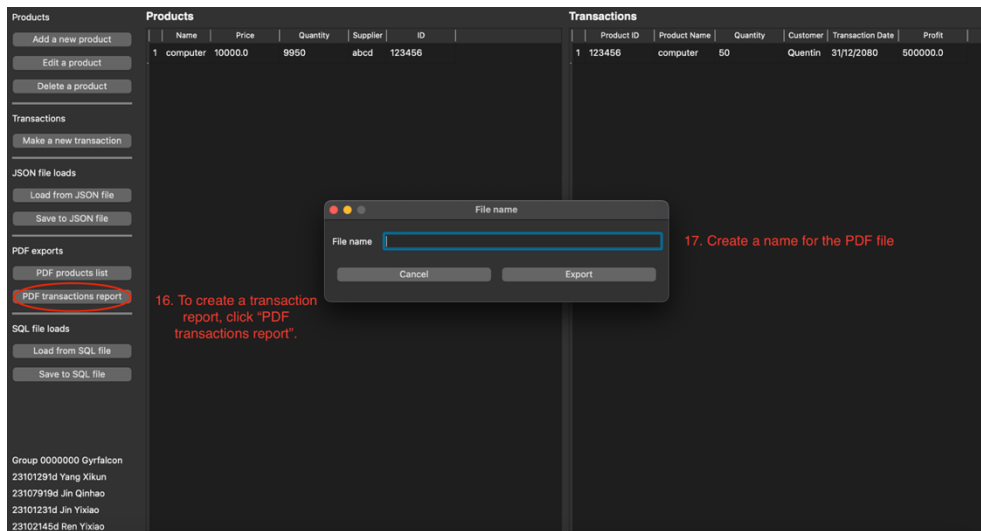 Products
Add a new product
Edit a product
Delete a product
Transactions
Make a new transaction
JSON file loads
Load from JSON file
Save to JSON file
PDF exports
PDF products list
PDF transactions report
SQL file loads
Load from SQL file
Save to SQL file
Group 0000000 Gyrfalcon
23101291d Yang Xikun
23107919d Jin Qinhao
23101231d Jin Yixiao
23102145d Ren Yixiao
Products
Name Price Quantity Supplier ID
1 computer 10000.0 9950 abcd 123456
16. To create a transaction
report, click “PDF
transactions report”.
File name
File name
Cancel Export
Transactions
Product ID Product Name Quantity Customer Transaction Date Profit
1 123456 computer 50 Quentin 31/12/2080 500000.0
17. Create a name for the PDF file